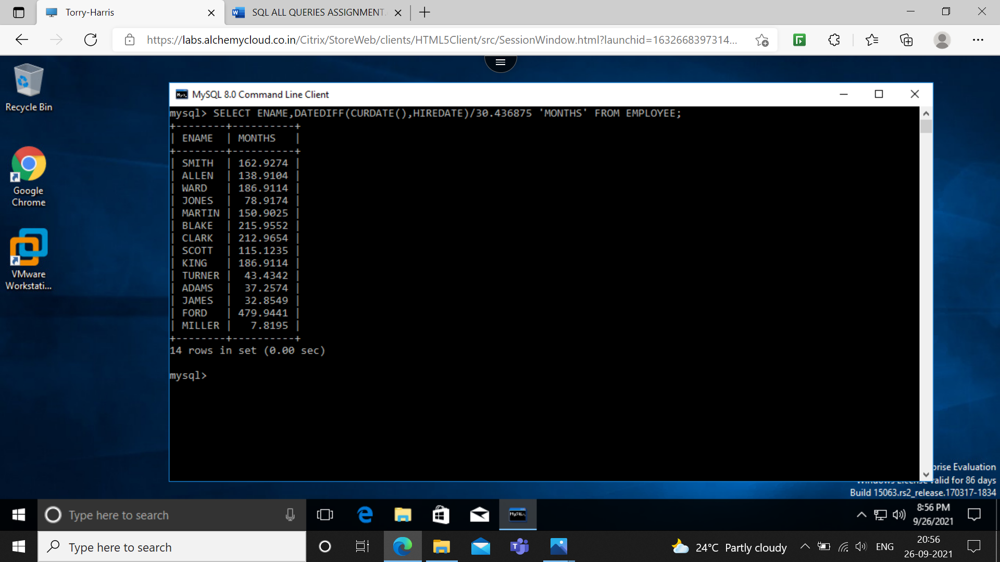 Torry-Harris
SQL ALL QUERIES ASSIGNMENT.
https://labs.alchemycloud.co.in/Citrix/StoreWeb/clients/HTML5Client/src/SessionWindow.html?launchid=1632668397314...
Recycle Bin
Google
Chrome
VMware
Workstati...
MySQL 8.0 Command Line Client
mysql> SELECT ENAME,DATEDIFF(CURDATE(),HIREDATE)/30.436875 'MONTHS' FROM EMPLOYEE;
+--------+----------+
| ENAME  | MONTHS   |
+--------+----------+
| SMITH  | 162.9274 |
| ALLEN  | 138.9104 |
| WARD   | 186.9114 |
| JONES  |  78.9174 |
| MARTIN | 150.9025 |
| BLAKE  | 215.9552 |
| CLARK  | 212.9654 |
| SCOTT  | 115.1235 |
| KING   | 186.9114 |
| TURNER |  43.4342 |
| ADAMS  |  37.2574 |
| JAMES  |  32.8549 |
| FORD   | 479.9441 |
| MILLER |   7.8195 |
+--------+----------+
14 rows in set (0.00 sec)
mysql>
prise Evaluation
Windows License valid for 86 days
Build 15063.rs2_release.170317-1834
Type here to search
8:56 PM
9/26/2021
Type here to search
24°C Partly cloudy
ENG
20:56
26-09-2021